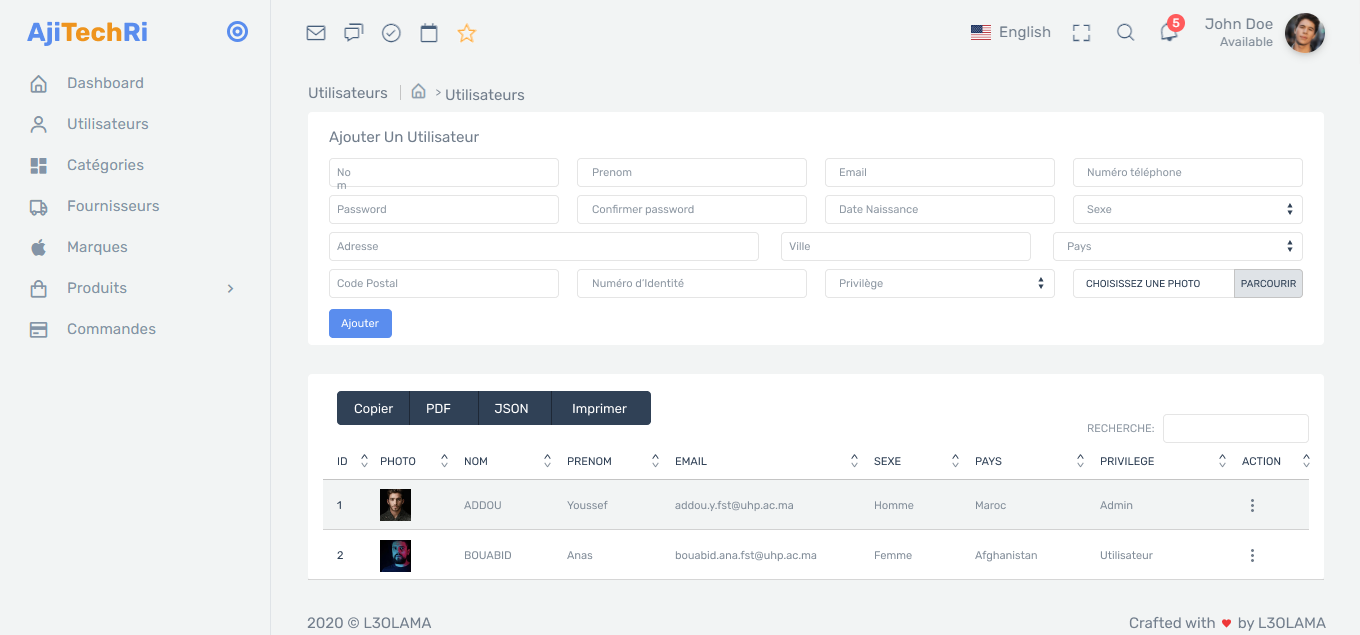 AjiTechRi
Dashboard
Utilisateurs
Catégories
Fournisseurs
Marques
Produits
Commandes
English
5
John Doe
Available
Utilisateurs
> Utilisateurs
Ajouter Un Utilisateur
No
m
Prenom
Email
Numéro téléphone
Password
Confirmer password
Date Naissance
Sexe
Adresse
Ville
Pays
Code Postal
Numéro d'Identité
Privilège
CHOISISSEZ UNE PHOTO
PARCOURIR
Ajouter
Copier PDF JSON Imprimer
RECHERCHE:
ID PHOTO NOM PRENOM EMAIL SEXE PAYS PRIVILEGE ACTION
1 ADDOU Youssef addou.y.fst@uhp.ac.ma Homme Maroc Admin
2 BOUABID Anas bouabid.ana.fst@uhp.ac.ma Femme Afghanistan Utilisateur
2020 © L3OLAMA
Crafted with ♥ by L3OLAMA